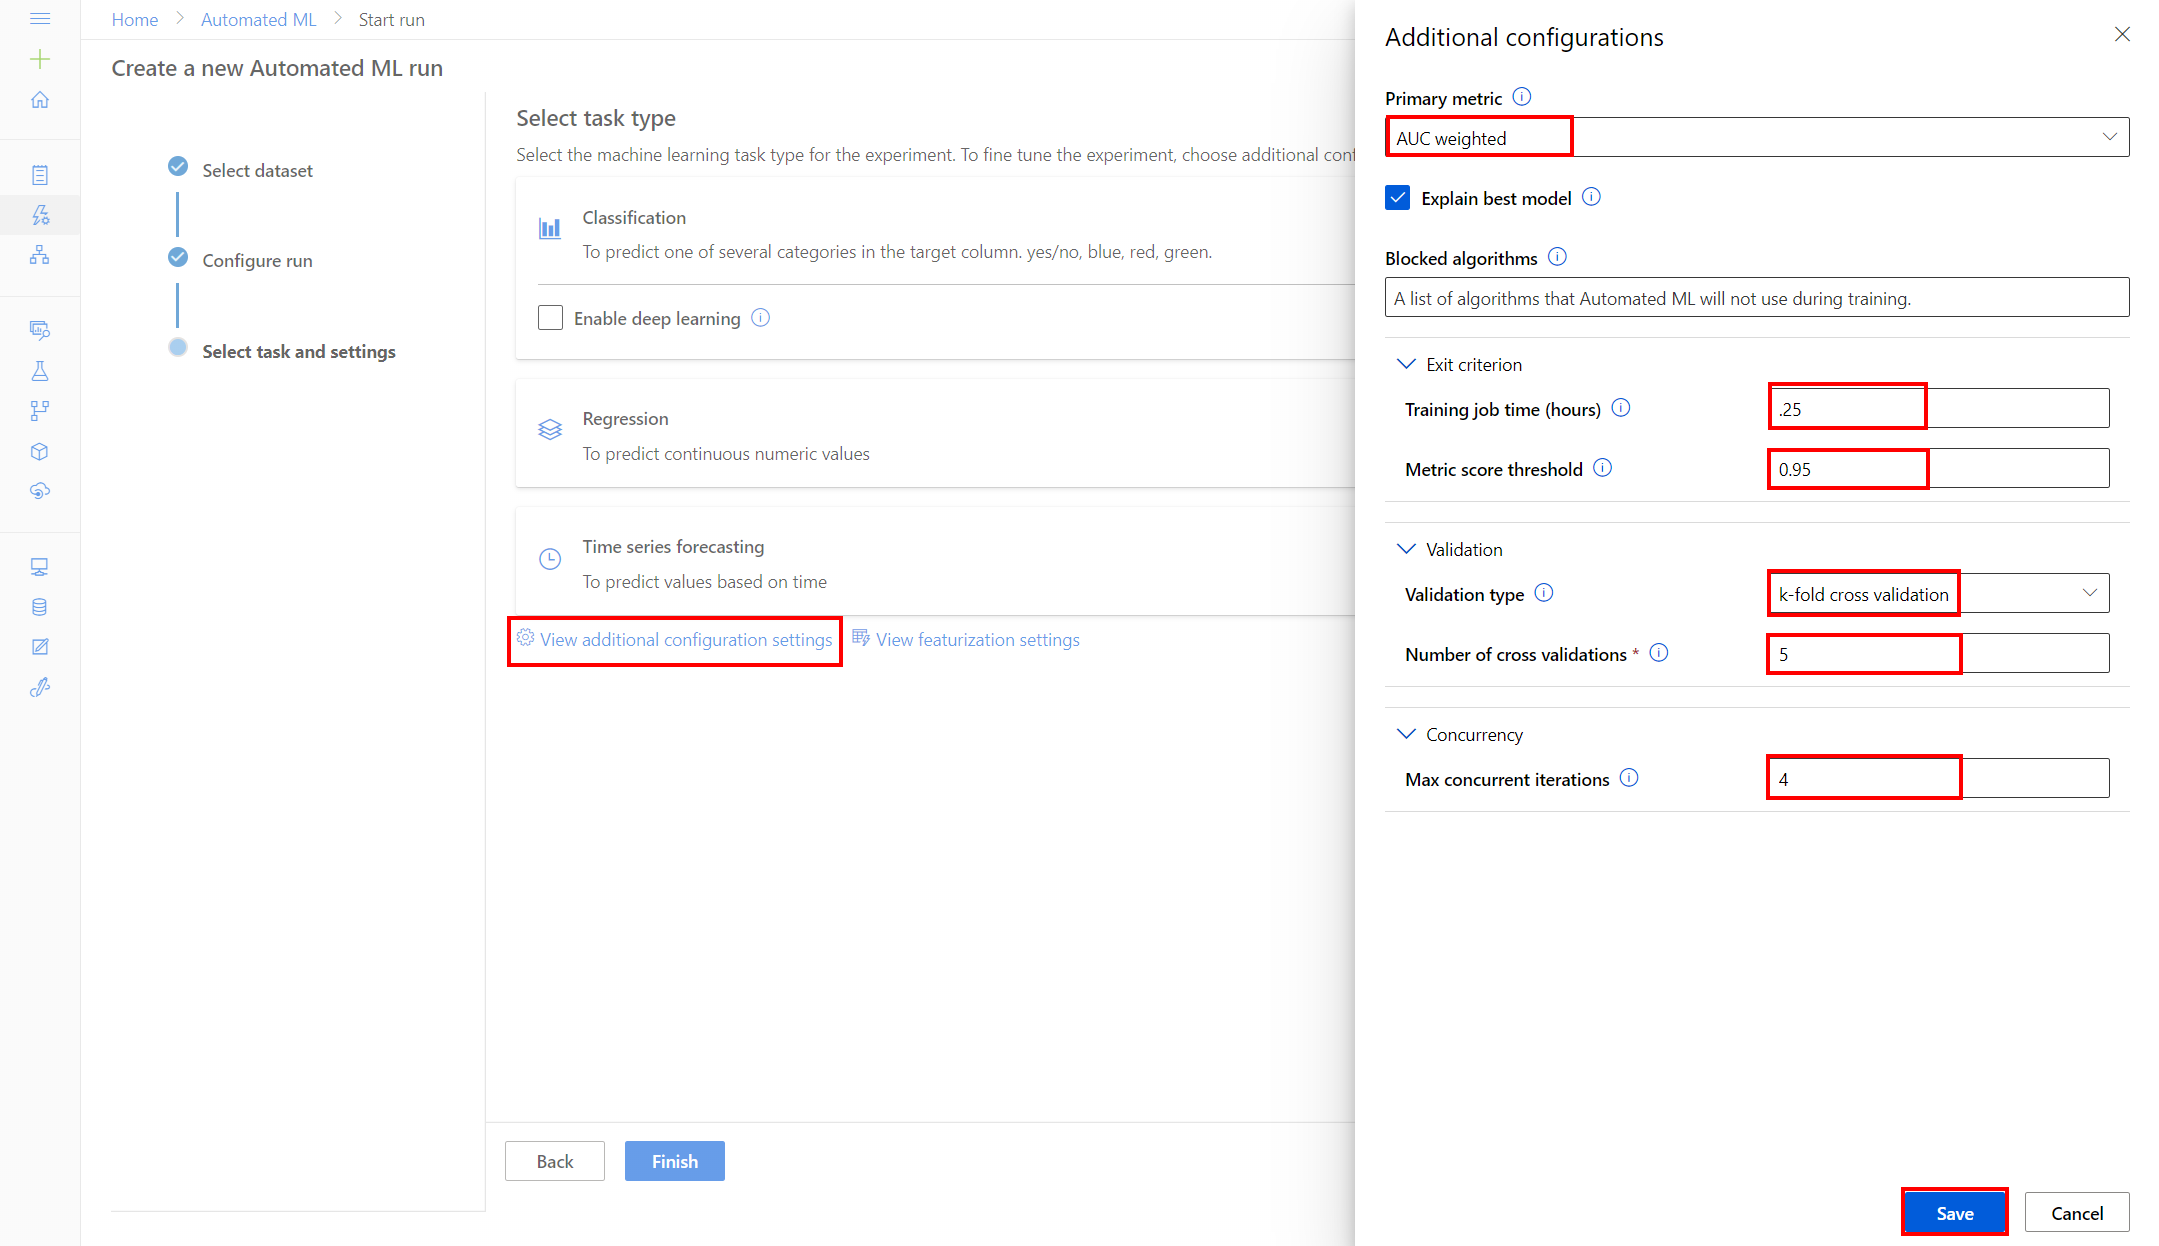 Home > Automated ML > Start run
Create a new Automated ML run
Select dataset
Configure run
Select task and settings
Select task type
Select the machine learning task type for the experiment. To fine tune the experiment, choose additional conf
Classification
To predict one of several categories in the target column. yes/no, blue, red, green.
Enable deep learning
Regression
To predict continuous numeric values
Time series forecasting
To predict values based on time
View additional configuration settings
View featurization settings
Back
Finish
Additional configurations
Primary metric
AUC weighted
Explain best model
Blocked algorithms
A list of algorithms that Automated ML will not use during training.
Exit criterion
Training job time (hours)
.25
Metric score threshold
0.95
Validation
Validation type
k-fold cross validation
Number of cross validations *
5
Concurrency
Max concurrent iterations
4
Save
Cancel